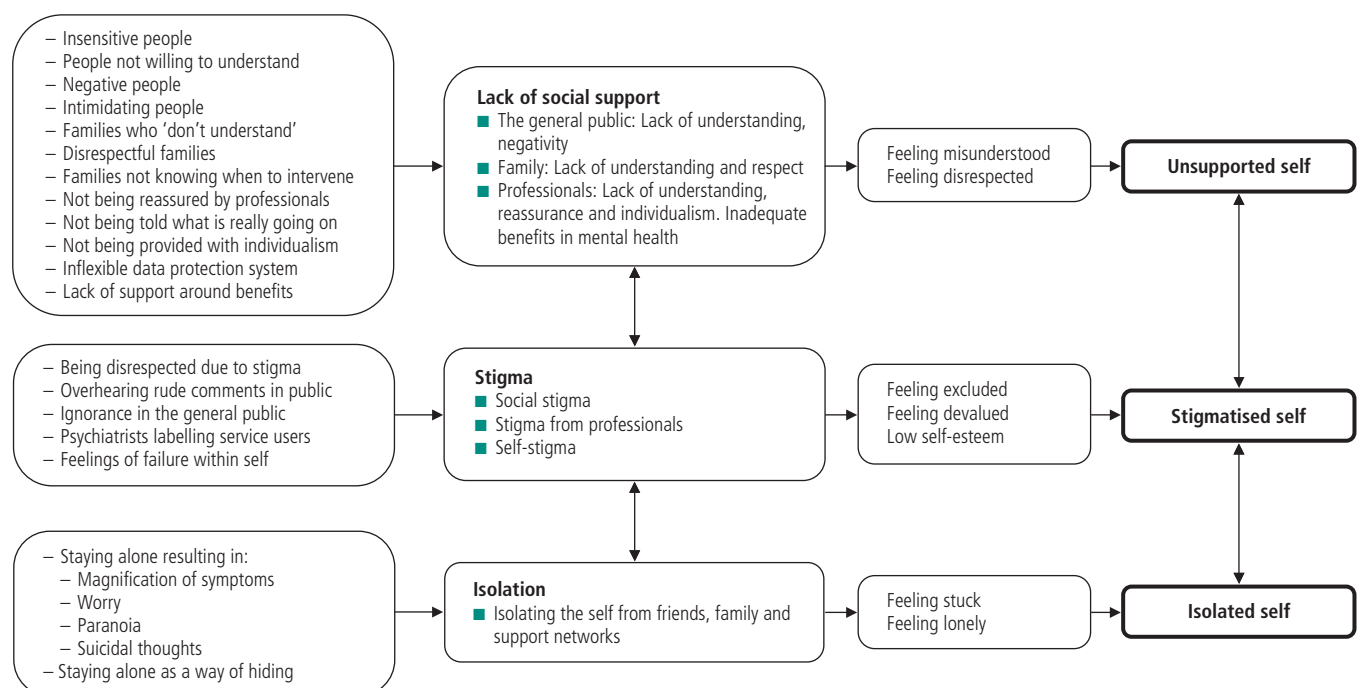 – Insensitive people
– People not willing to understand
– Negative people
– Intimidating people
– Families who ‘don’t understand’
– Disrespectful families
– Families not knowing when to intervene
– Not being reassured by professionals
– Not being told what is really going on
– Not being provided with individualism
– Inflexible data protection system
– Lack of support around benefits
Lack of social support
■ The general public: Lack of understanding,
negativity
■ Family: Lack of understanding and respect
■ Professionals: Lack of understanding,
reassurance and individualism. Inadequate
benefits in mental health
Feeling misunderstood
Feeling disrespected
Unsupported self
– Being disrespected due to stigma
– Overhearing rude comments in public
– Ignorance in the general public
– Psychiatrists labelling service users
– Feelings of failure within self
Stigma
■ Social stigma
■ Stigma from professionals
■ Self-stigma
Feeling excluded
Feeling devalued
Low self-esteem
Stigmatised self
– Staying alone resulting in:
– Magnification of symptoms
– Worry
– Paranoia
– Suicidal thoughts
– Staying alone as a way of hiding
Isolation
■ Isolating the self from friends, family and
support networks
Feeling stuck
Feeling lonely
Isolated self